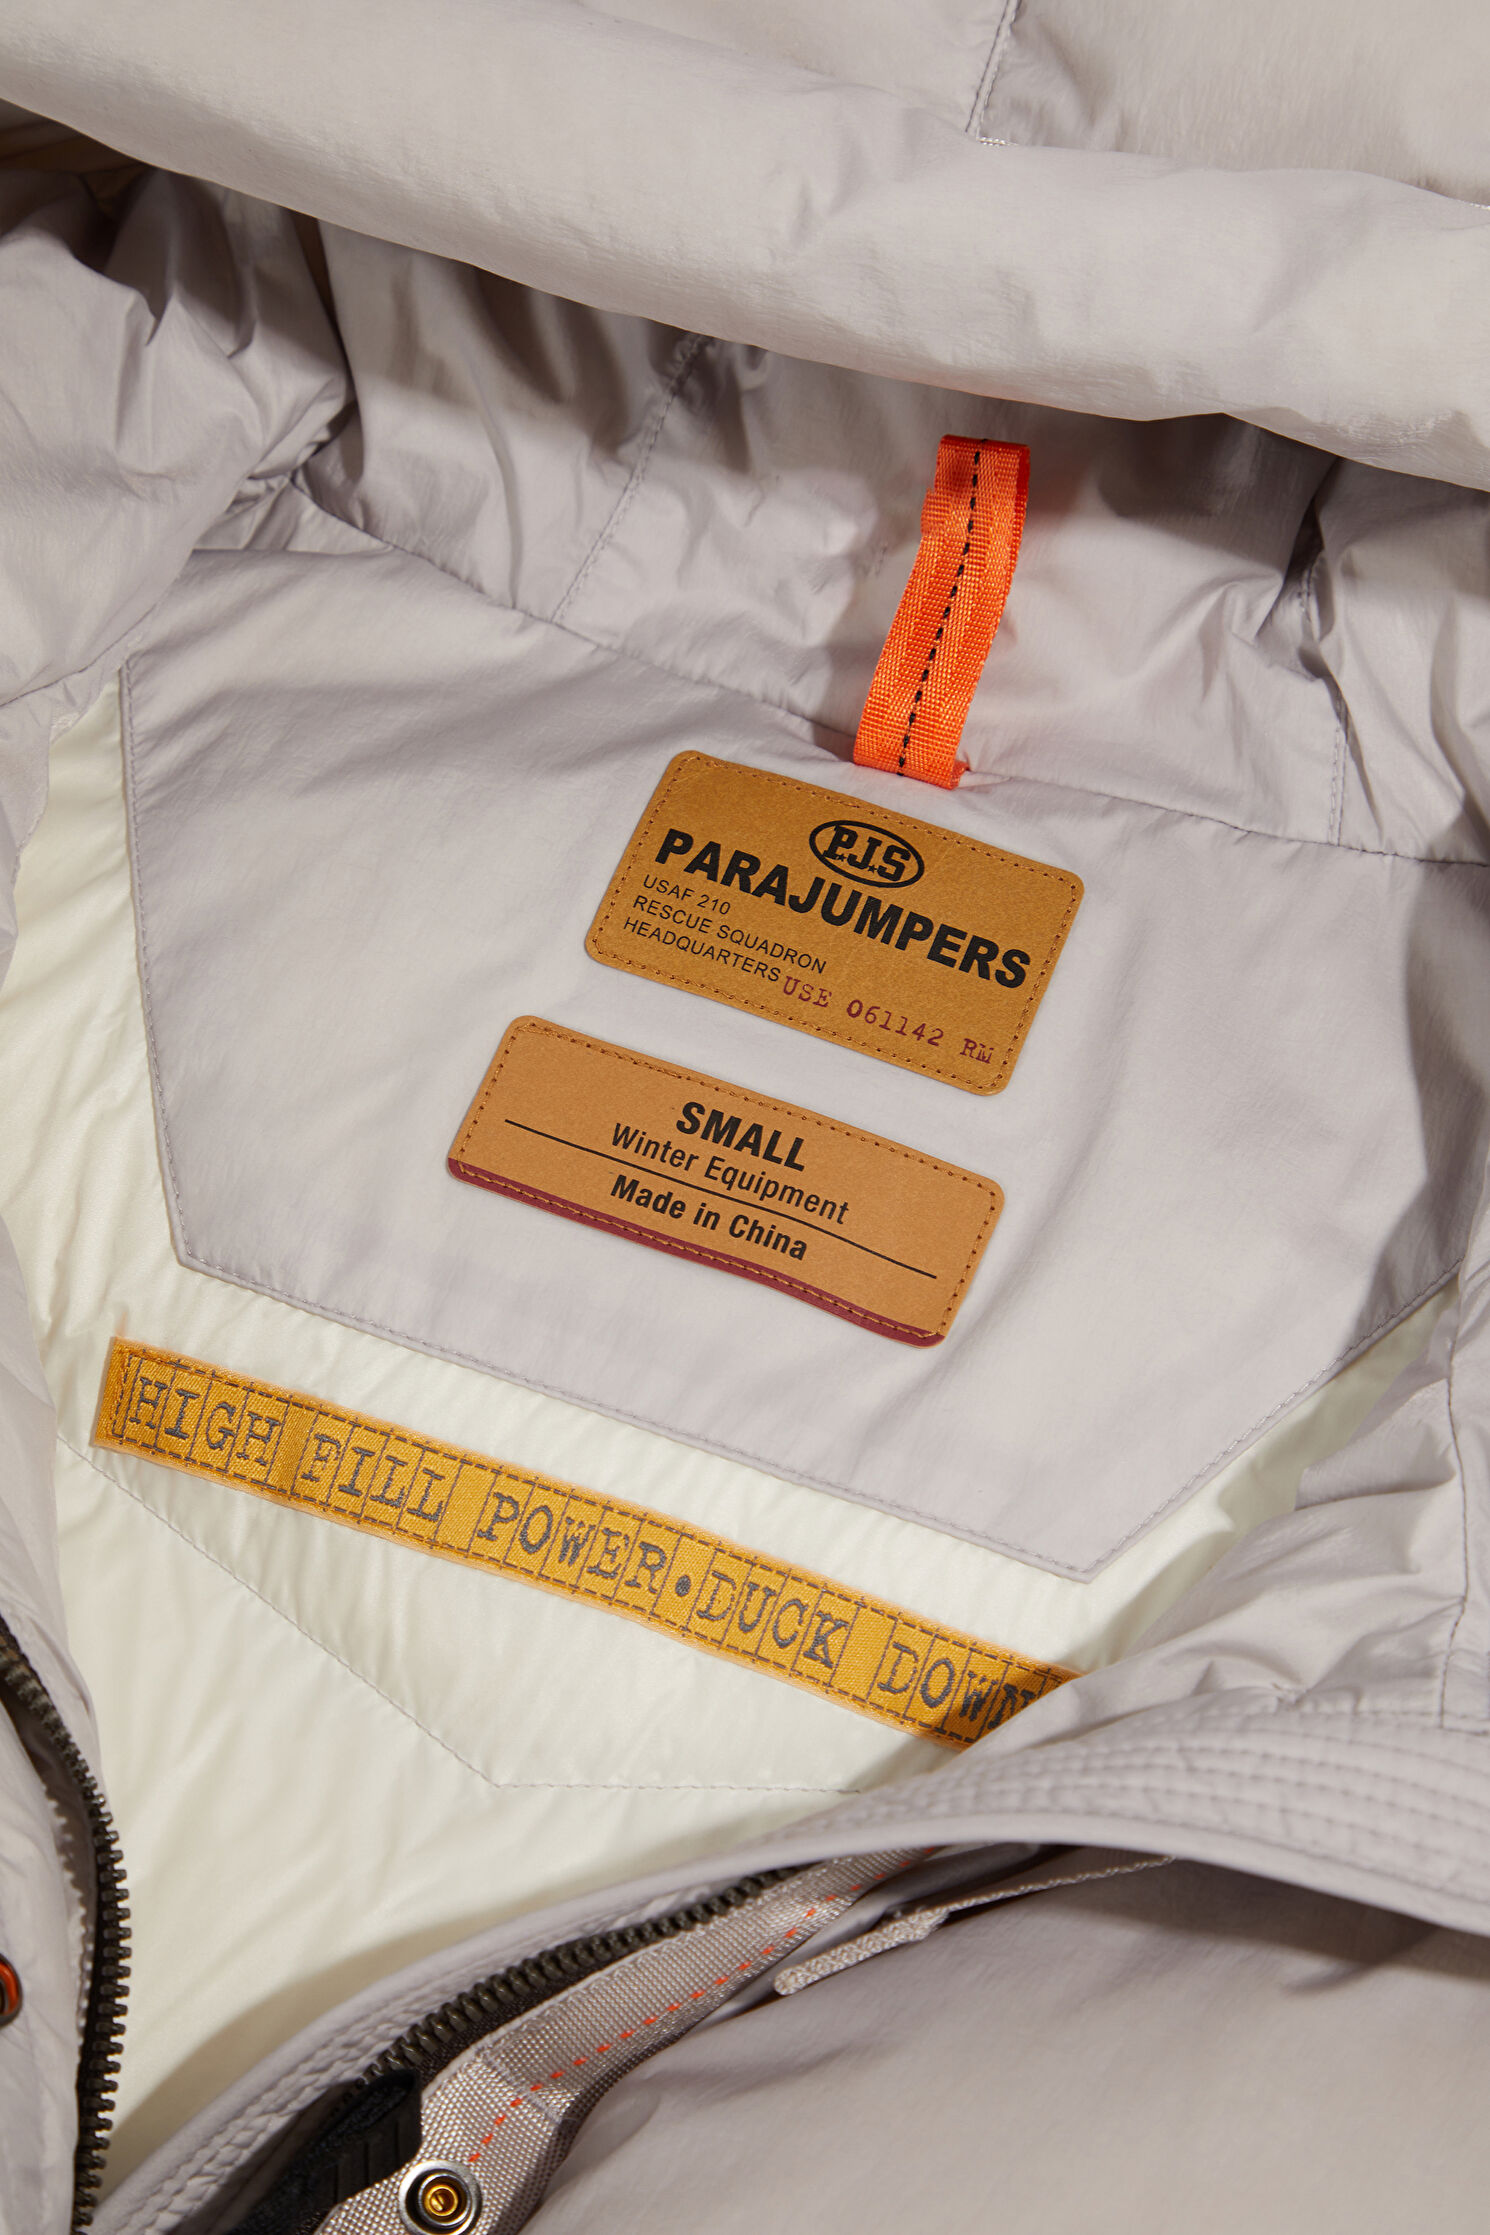 P.J.S
PARAJUMPERS
USAF 210
RESCUE SQUADRON
HEADQUARTERS
USE 061142 RM
SMALL
Winter Equipment
Made in China
HIGH FILL POWER•DUCK DOWN